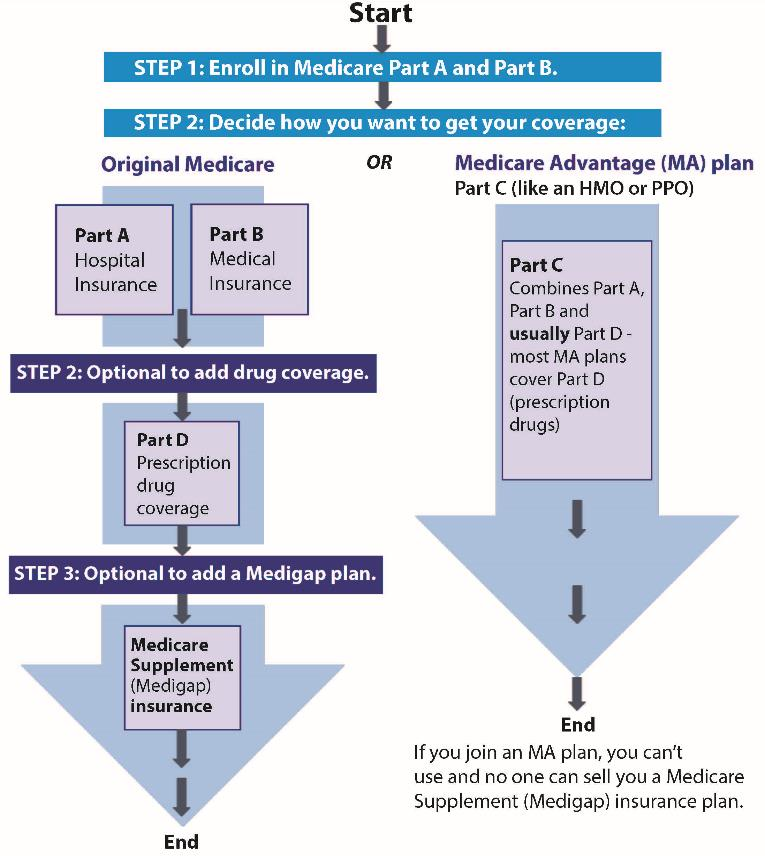 Start
STEP 1: Enroll in Medicare Part A and Part B.
STEP 2: Decide how you want to get your coverage:
Original Medicare
OR
Medicare Advantage (MA) plan
Part C (like an HMO or PPO)
Part A
Hospital
Insurance
Part B
Medical
Insurance
STEP 2: Optional to add drug coverage.
Part D
Prescription
drug
coverage
STEP 3: Optional to add a Medigap plan.
Medicare
Supplement
(Medigap)
insurance
End
Part C
Combines Part A,
Part B and
usually Part D -
most MA plans
cover Part D
(prescription
drugs)
End
If you join an MA plan, you can't
use and no one can sell you a Medicare
Supplement (Medigap) insurance plan.